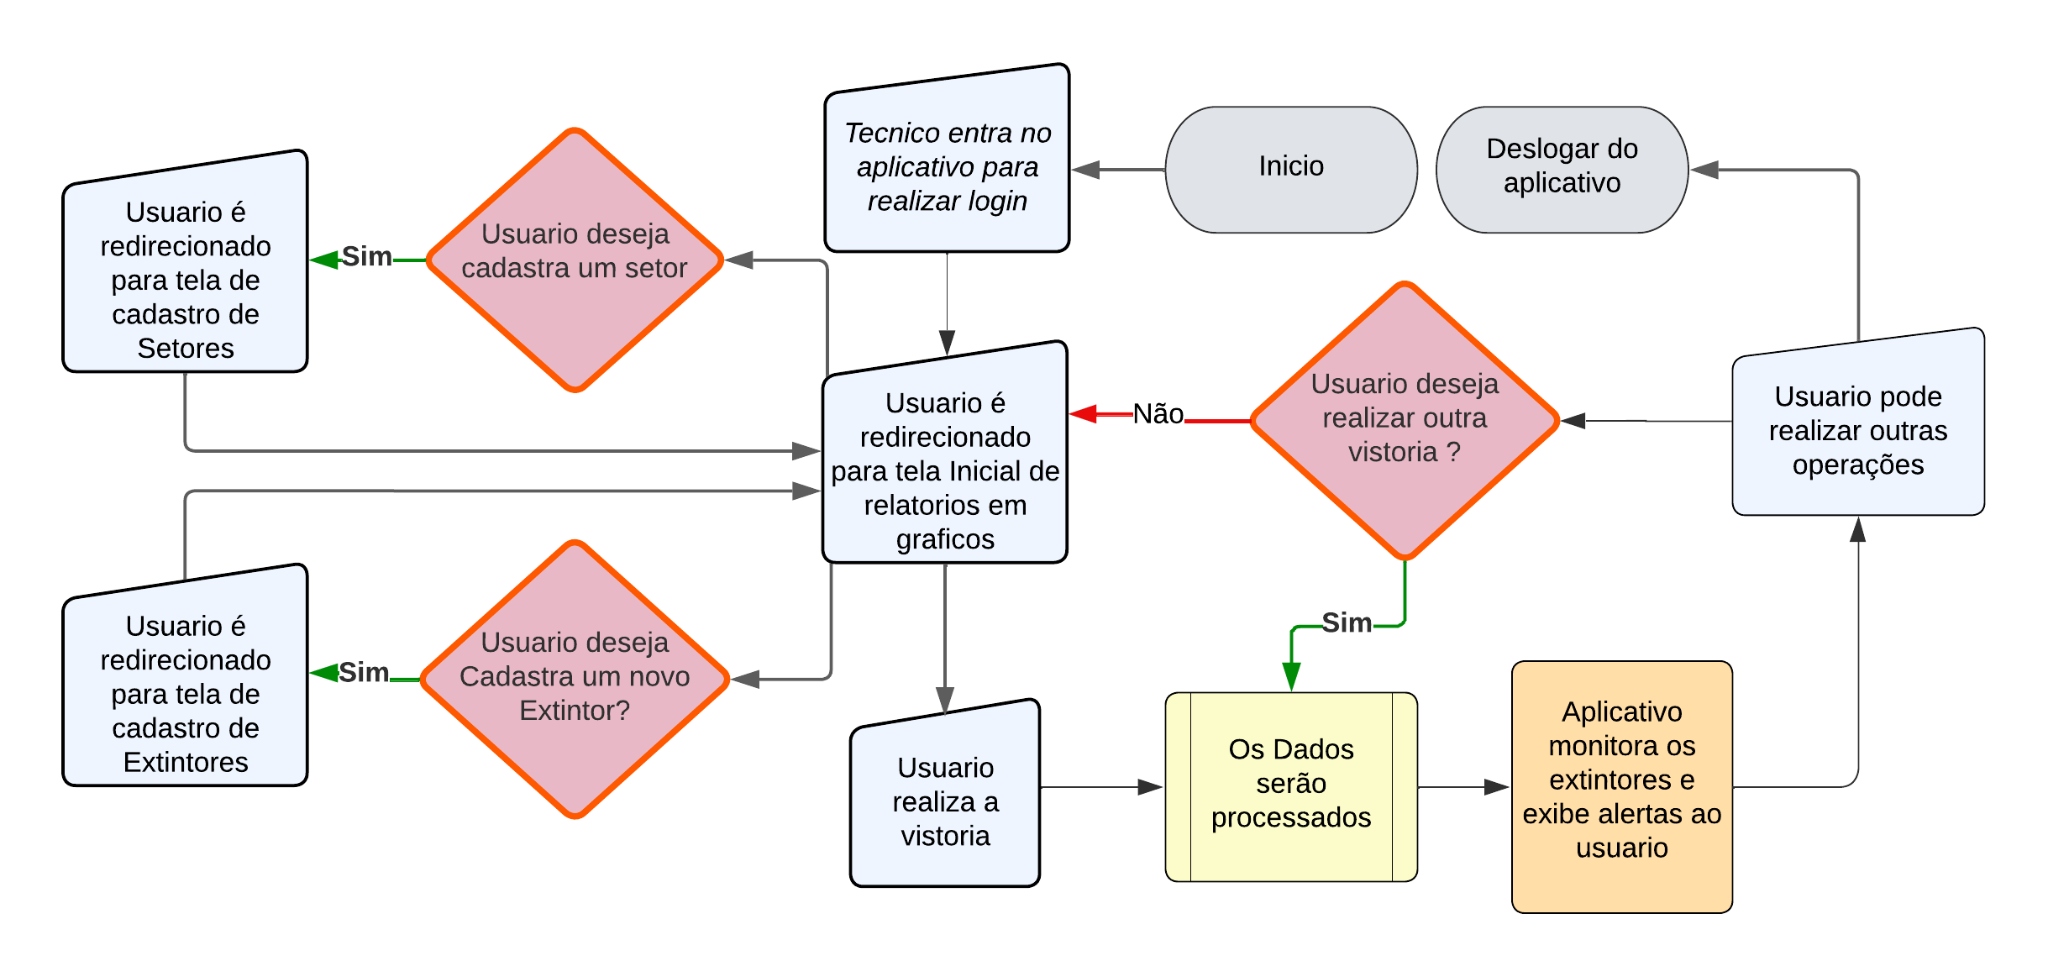 Tecnico entra no
aplicativo para
realizar login
Inicio
Deslogar do
aplicativo
Usuario é
redirecionado
para tela de
cadastro de
Setores
Sim
Usuario deseja
cadastra um setor
Usuario é
redirecionado
para tela Inicial de
relatorios em
graficos
Não
Usuario deseja
realizar outra
vistoria ?
Usuario pode
realizar outras
operações
Sim
Usuario é
redirecionado
para tela de
cadastro de
Extintores
Sim
Usuario deseja
Cadastra um novo
Extintor?
Usuario
realiza a
vistoria
Os Dados
serão
processados
Aplicativo
monitora os
extintores e
exibe alertas ao
usuario